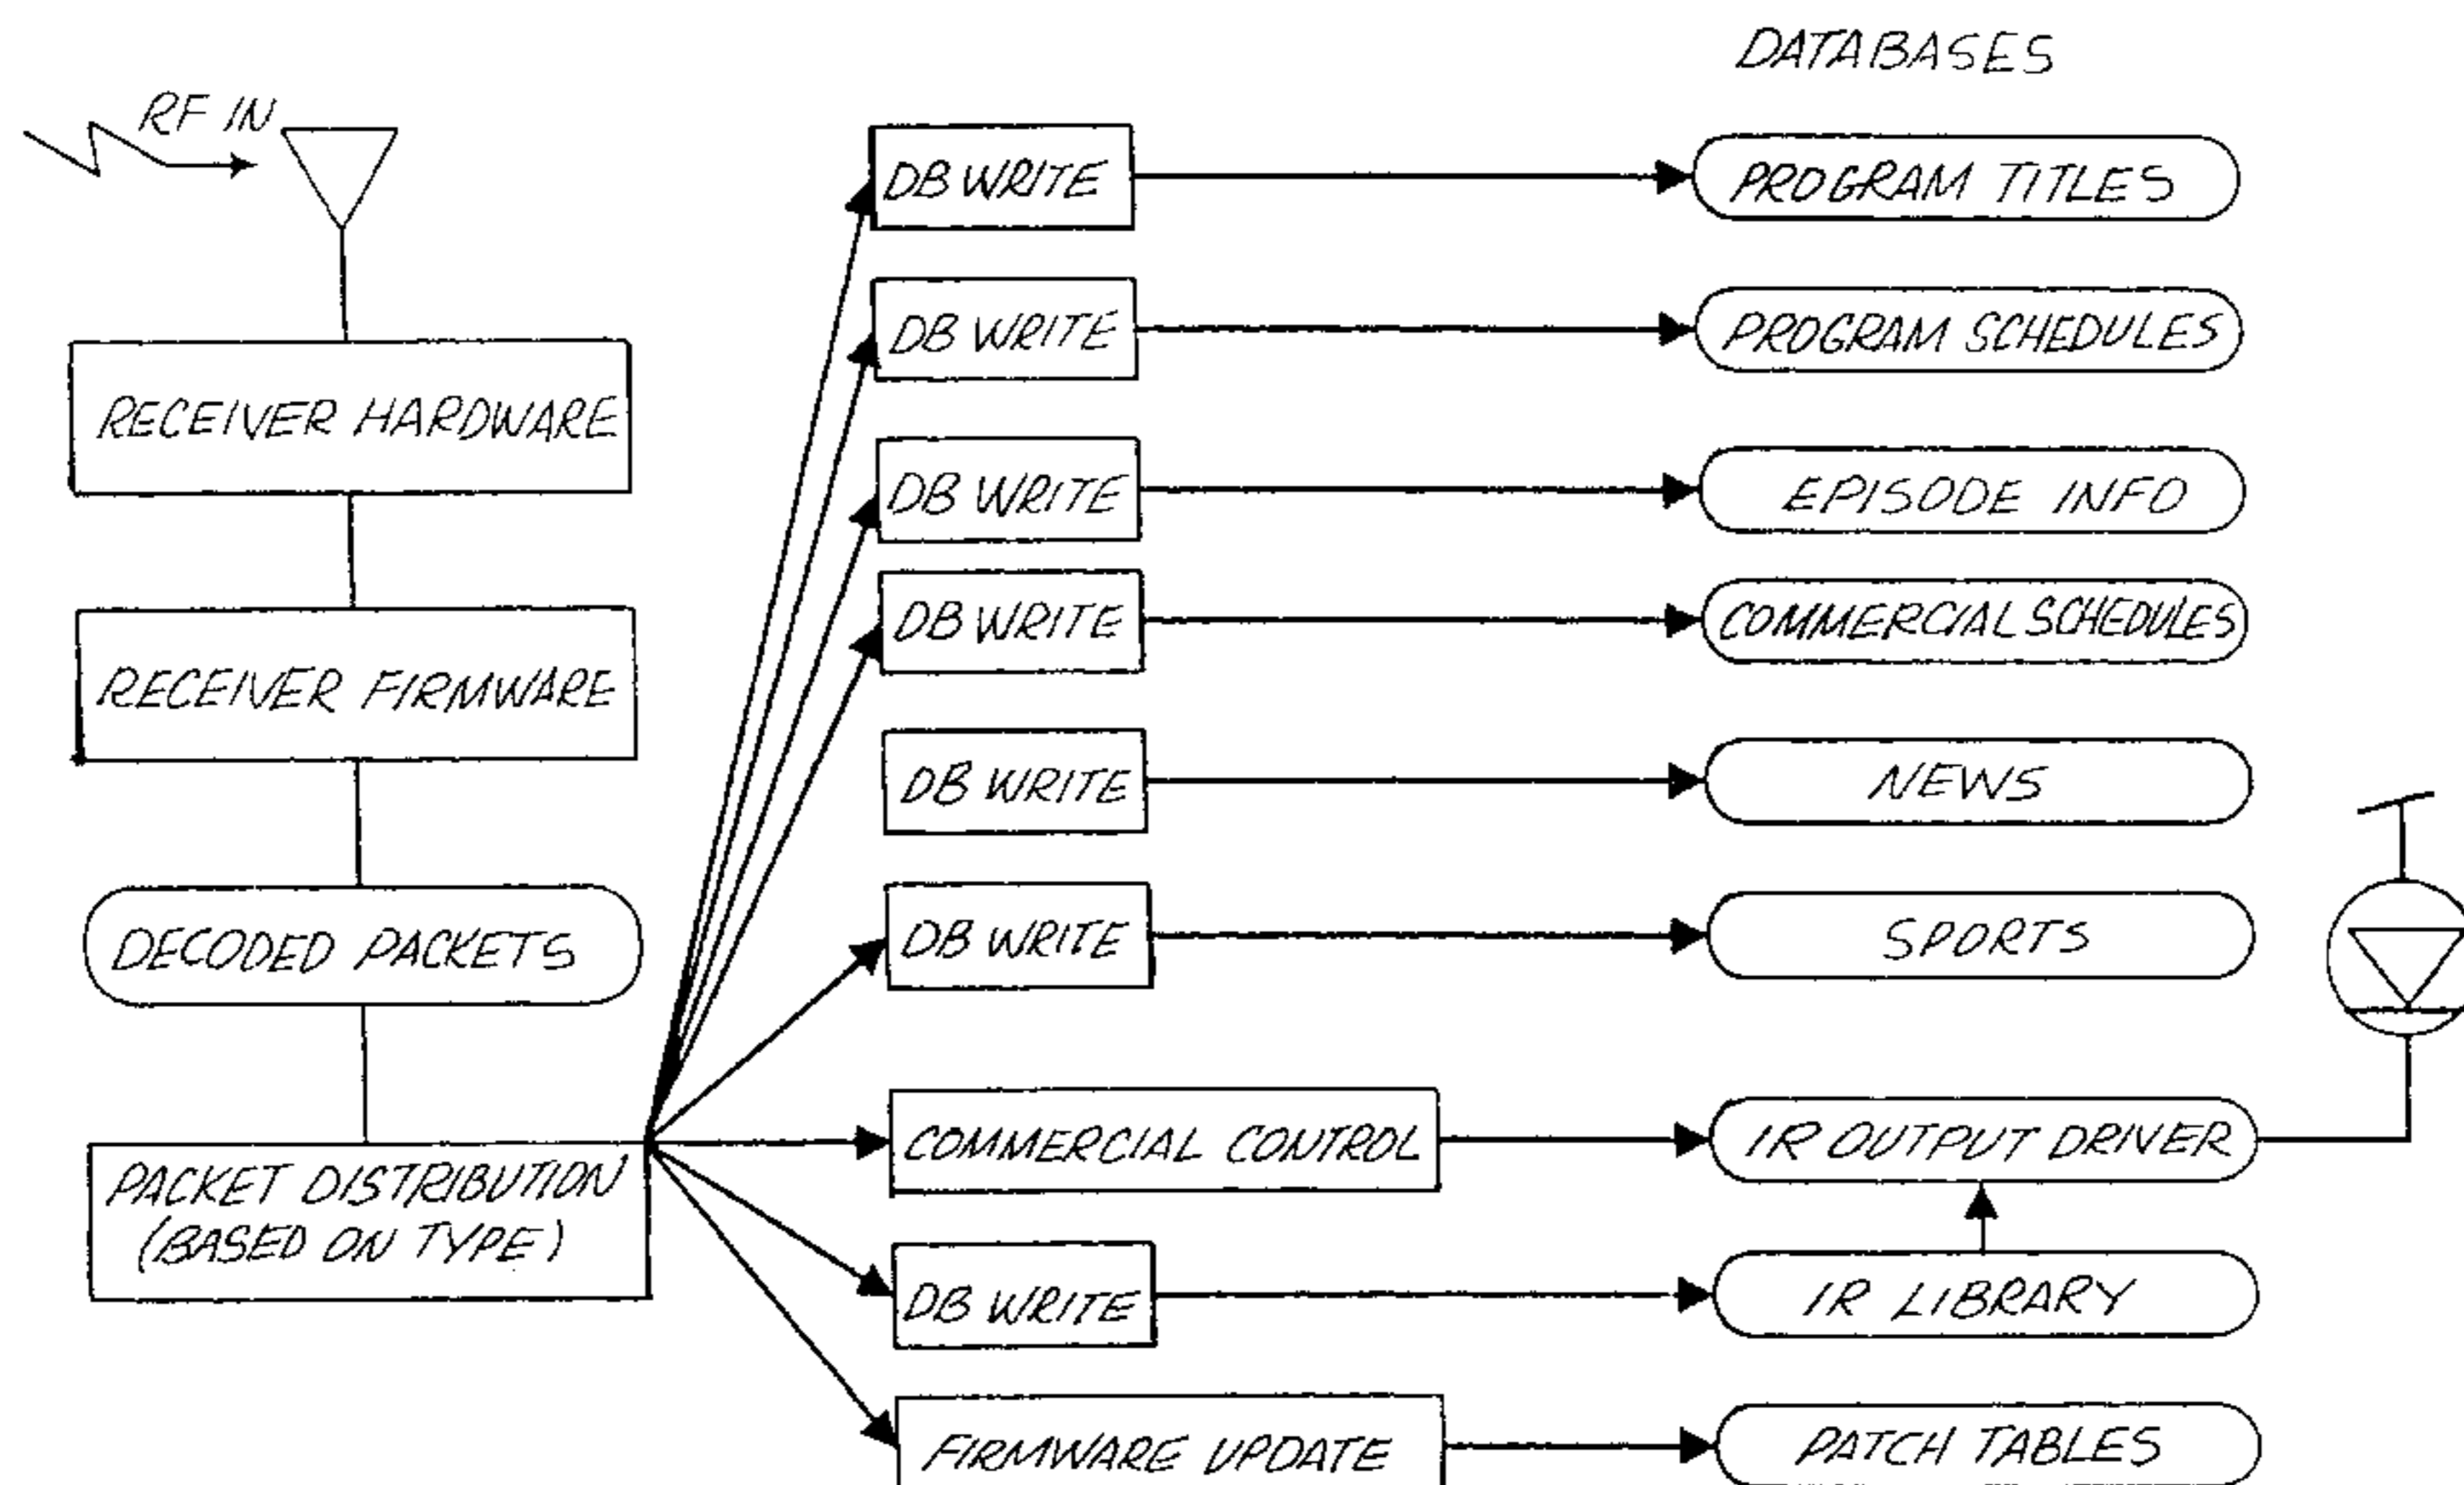 DATABASES
RF IN
DB WRITE
PROGRAM TITLES
DB WRITE
PROGRAM SCHEDULES
RECEIVER HARDWARE
DB WRITE
EPISODE INFO
DB WRITE
COMMERCIAL SCHEDULES
RECEIVER FIRMWARE
DB WRITE
NEWS
DECODED PACKETS
DB WRITE
SPORTS
PACKET DISTRIBUTION
(BASED ON TYPE)
COMMERCIAL CONTROL
IR OUTPUT DRIVER
DB WRITE
IR LIBRARY
FIRMWARE UPDATE
PATCH TABLES